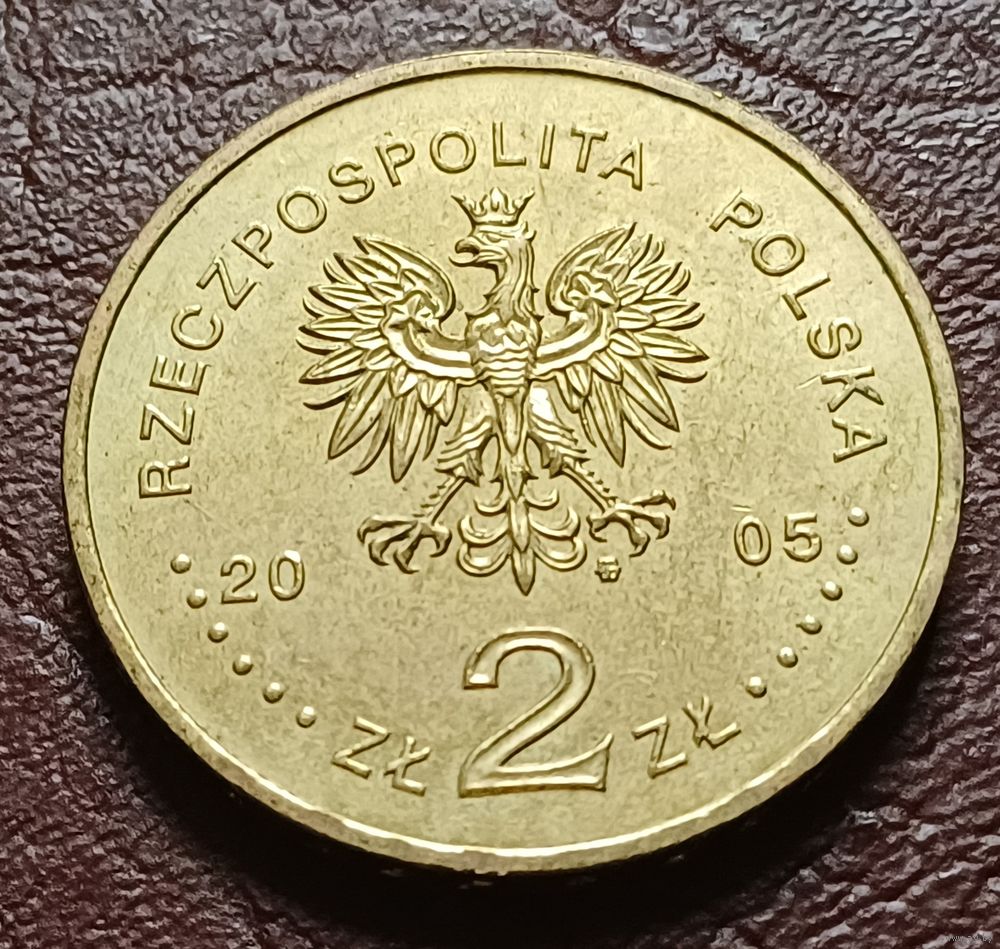 RZECZPOSPOLITA POLSKA
20 05
ZŁ 2 ZŁ